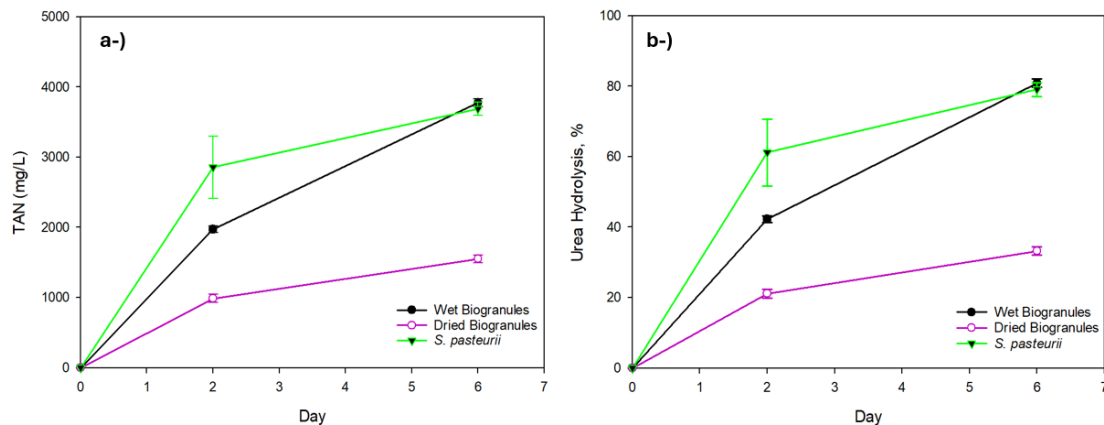 a-)
TAN (mg/L)
5000
4000
3000
2000
1000
0
0 1 2 3 4 5 6 7
Day
Wet Biogranules
Dried Biogranules
S. pasteurii
b-)
Urea Hydrolysis, %
100
80
60
40
20
0
0 1 2 3 4 5 6 7
Day
Wet Biogranules
Dried Biogranules
S. pasteurii